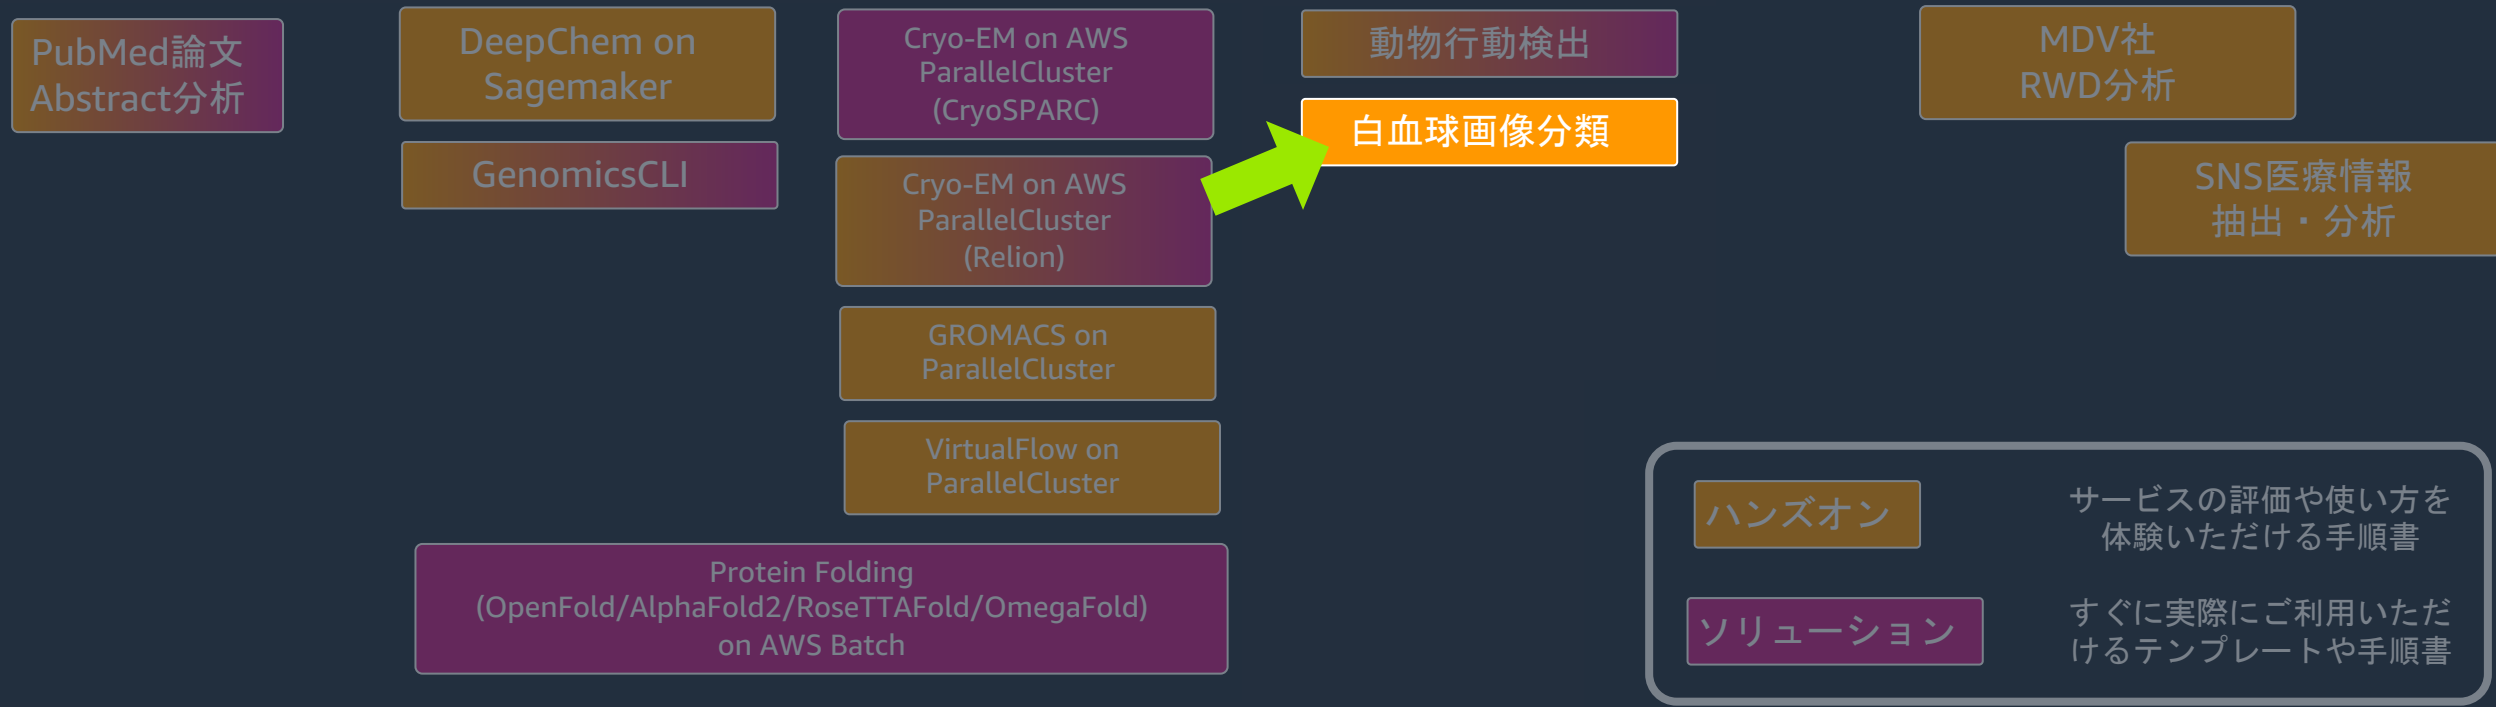 PubMed論文
Abstract分析
DeepChem on
Sagemaker
GenomicsCLI
Cryo-EM on AWS
ParallelCluster
(CryoSPARC)
Cryo-EM on AWS
ParallelCluster
(Relion)
GROMACS on
ParallelCluster
VirtualFlow on
ParallelCluster
Protein Folding
(OpenFold/AlphaFold2/RoseTTAFold/OmegaFold)
on AWS Batch
動物行動検出
白血球画像分類
MDV社
RWD分析
SNS医療情報
抽出・分析
ハンズオン
サービスの評価や使い方を
体験いただける手順書
ソリューション
すぐに実際にご利用いただ
けるテンプレートや手順書